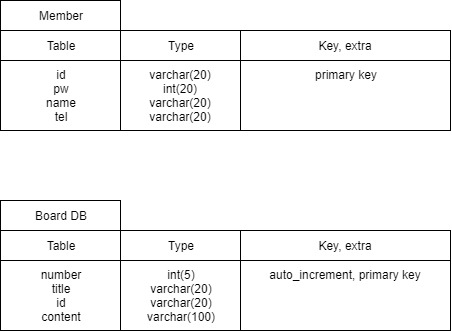 Member
Table Type Key, extra
id varchar(20) primary key
pw int(20)
name varchar(20)
tel varchar(20)
Board DB
Table Type Key, extra
number int(5) auto_increment, primary key
title varchar(20)
id varchar(20)
content varchar(100)